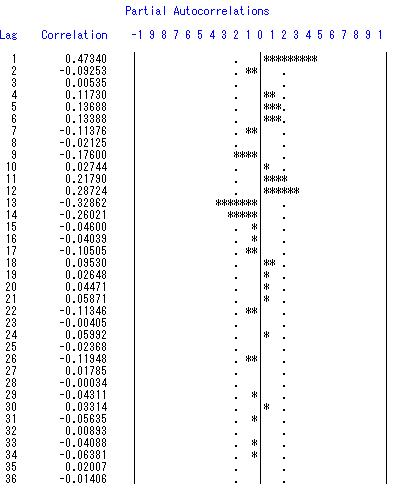 Partial Autocorrelations
Lag Correlation -1 9 8 7 6 5 4 3 2 1 0 1 2 3 4 5 6 7 8 9 1
1 0.47340 | . |********* |
2 -0.09253 | . **| . |
3 0.00535 | . | . |
4 0.11730 | . |** . |
5 0.13688 | . |***. |
6 0.13388 | . |***. |
7 -0.11376 | . **| . |
8 -0.02125 | . | . |
9 -0.17600 | ****| . |
10 0.02744 | . |* . |
11 0.21790 | . |**** |
12 0.28724 | . |****** |
13 -0.32862 | *******| . |
14 -0.26021 | *****| . |
15 -0.04600 | . *| . |
16 -0.04039 | . *| . |
17 -0.10505 | . **| . |
18 0.09530 | . |** . |
19 0.02648 | . |* . |
20 0.04471 | . |* . |
21 0.05871 | . |* . |
22 -0.11346 | . **| . |
23 -0.00405 | . | . |
24 0.05992 | . |* . |
25 -0.02368 | . | . |
26 -0.11948 | . **| . |
27 0.01785 | . | . |
28 -0.00034 | . | . |
29 -0.04311 | . *| . |
30 0.03314 | . |* . |
31 -0.05635 | . *| . |
32 0.00893 | . | . |
33 -0.04088 | . *| . |
34 -0.06381 | . *| . |
35 0.02007 | . | . |
36 -0.01406 | . | . |